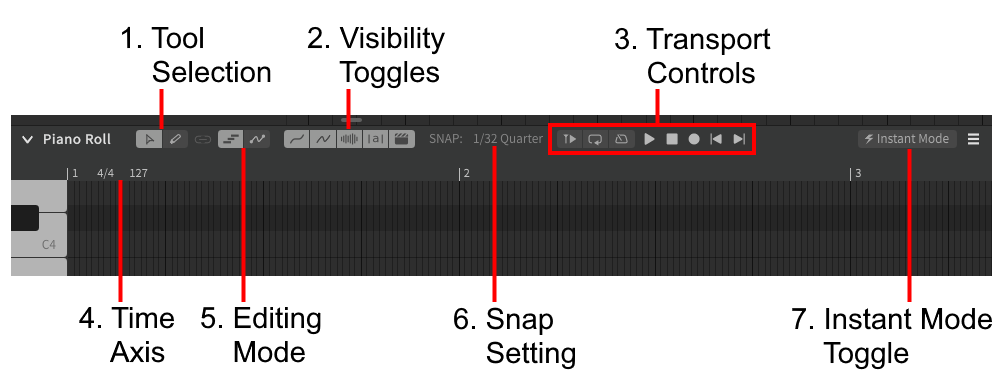 1. Tool
Selection
2. Visibility
Toggles
3. Transport
Controls
Piano Roll
|a|
SNAP: 1/32 Quarter
Instant Mode
1 4/4 127 2 3
C4
4. Time
Axis
5. Editing
Mode
6. Snap
Setting
7. Instant Mode
Toggle